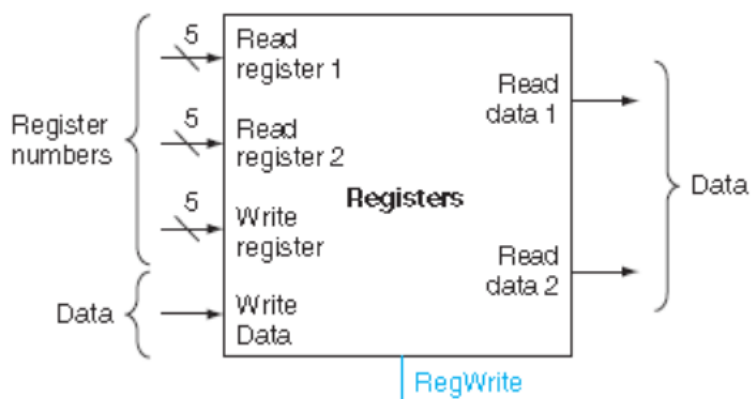 Register
numbers
Data
5
5
5
Read
register 1
Read
register 2
Write
register
Write
Data
Registers
Read
data 1
Read
data 2
Data
RegWrite